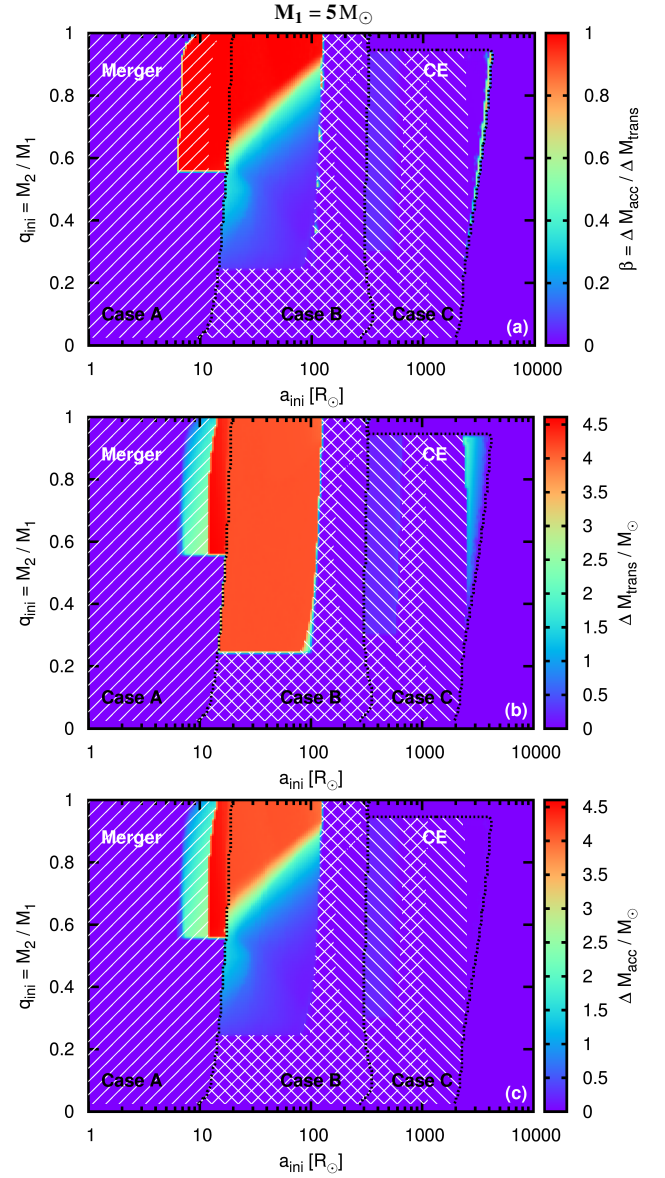 M₁ = 5M☉
1
0.8
0.6
0.4
0.2
0
q_ini = M₂ / M₁
Merger
CE
Case A
Case B
Case C
(a)
1
10
100
1000
10000
a_ini [R☉]
1
0.8
0.6
0.4
0.2
0
β = Δ M_acc / Δ M_trans
1
0.8
0.6
0.4
0.2
0
q_ini = M₂ / M₁
Merger
CE
Case A
Case B
Case C
(b)
1
10
100
1000
10000
a_ini [R☉]
4.5
4
3.5
3
2.5
2
1.5
1
0.5
0
Δ M_trans / M☉
1
0.8
0.6
0.4
0.2
0
q_ini = M₂ / M₁
Merger
CE
Case A
Case B
Case C
(c)
1
10
100
1000
10000
a_ini [R☉]
4.5
4
3.5
3
2.5
2
1.5
1
0.5
0
Δ M_acc / M☉